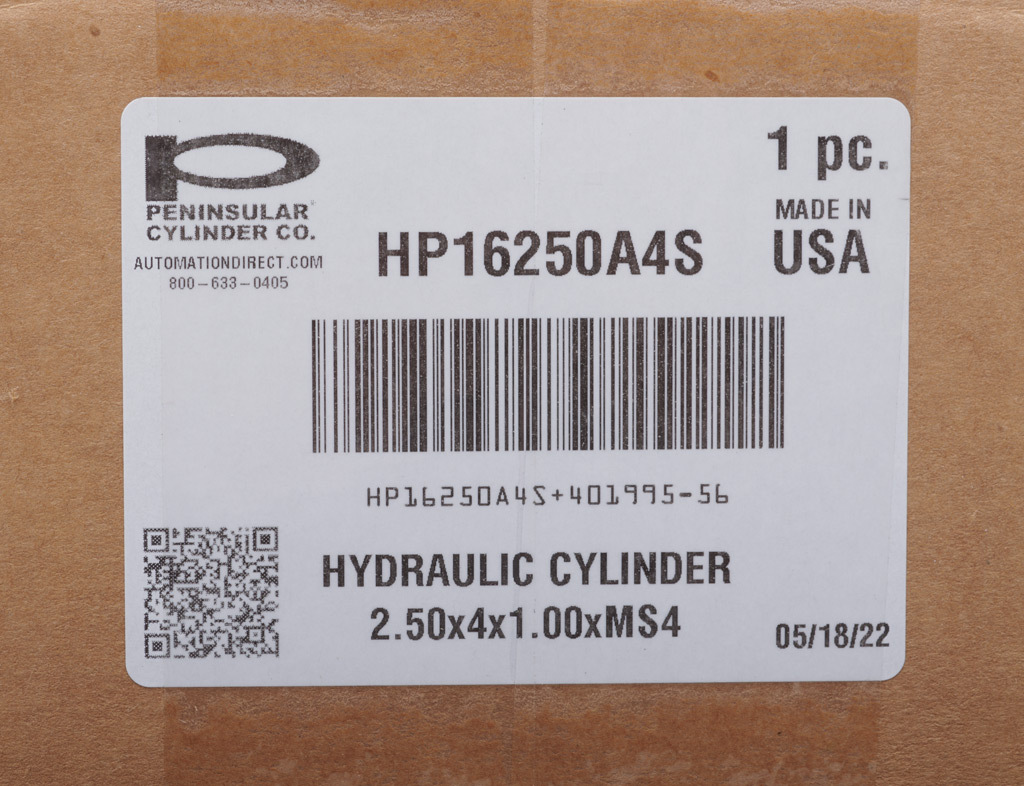 PENINSULAR
CYLINDER CO.
AUTOMATIONDIRECT.COM
800-633-0405
1 pc.
MADE IN
USA
HP16250A4S
HP16250A4S+401995-56
HYDRAULIC CYLINDER
2.50x4x1.00xMS4
05/18/22